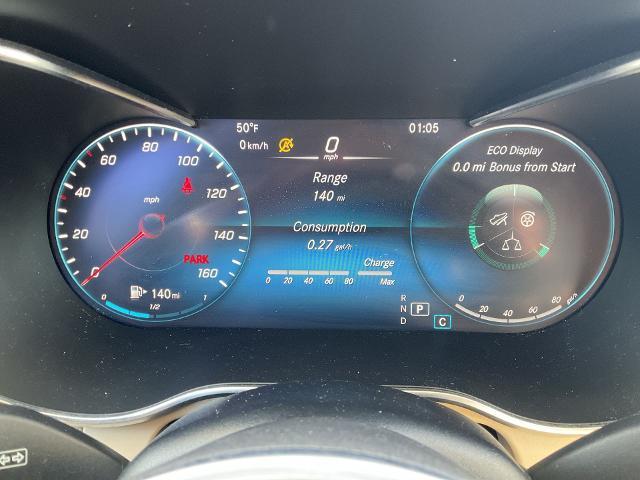 50°F
01:05
0 km/h
0
mph
Range
140 mi
Consumption
0.27 gal/h
Charge
0 20 40 60 80 Max
R
N P
D C
0 20 40 60 80 100 120 140 160
mph
PARK
140 mi
0 1/2 1
ECO Display
0.0 mi Bonus from Start
0 20 40 60 80